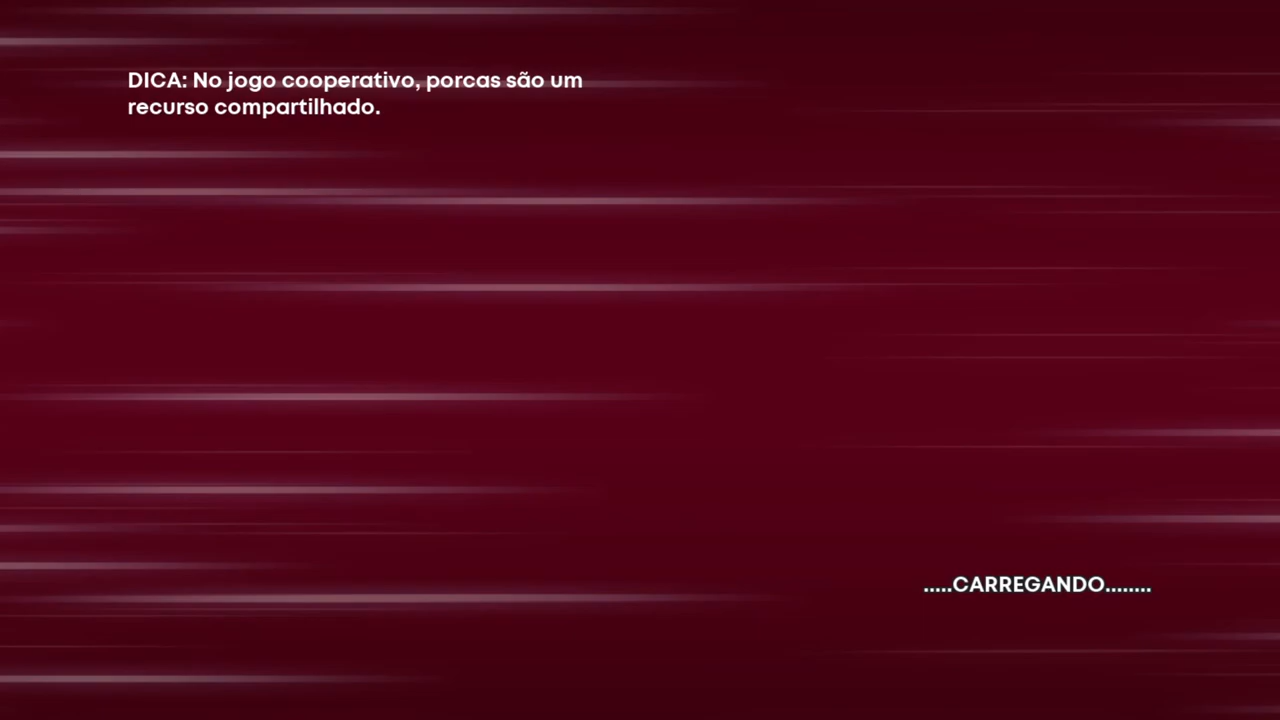 DICA: No jogo cooperativo, porcas são um
recurso compartilhado.
.....CARREGANDO........